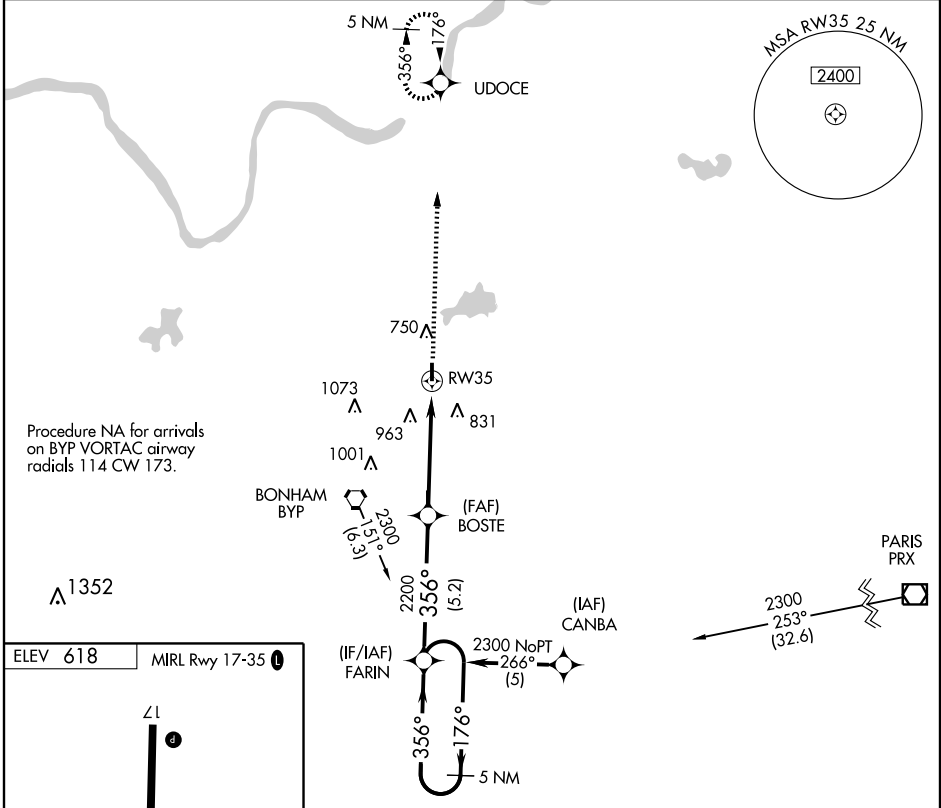 5 NM
176°
356°
UDOCE
MSA RW35 25 NM
2400
750
RW35
1073
963
831
1001
Procedure NA for arrivals
on BYP VORTAC airway
radials 114 CW 173.
BONHAM
BYP
2300
151°
(6.3)
(FAF)
BOSTE
PARIS
PRX
2300
253°
(32.6)
1352
2200
356°
(5.2)
(IAF)
CANBA
(IF/IAF)
FARIN
2300 NoPT
266°
(5)
356°
176°
5 NM
ELEV 618
MIRL Rwy 17-35 L
17
P